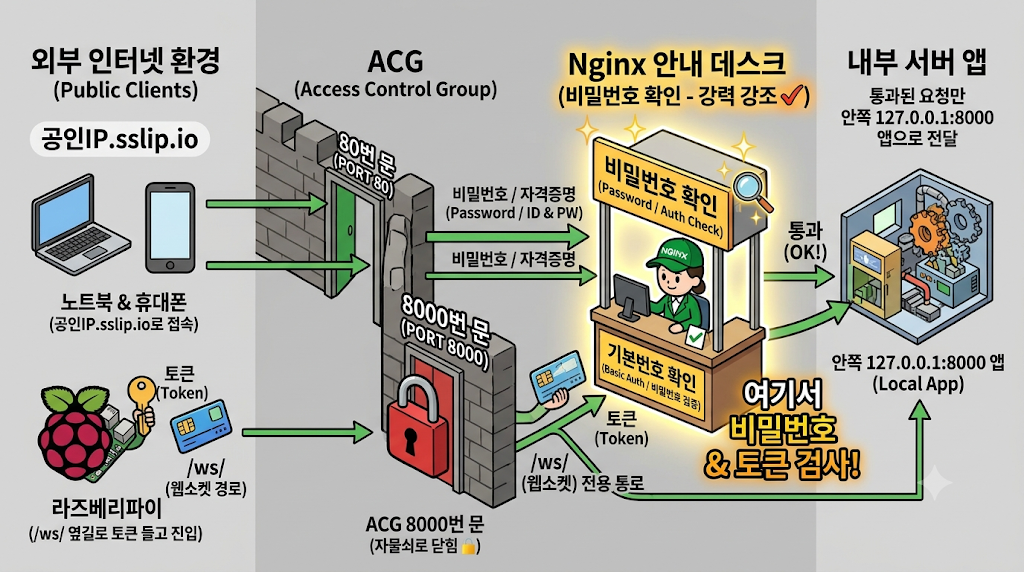 외부 인터넷 환경
(Public Clients)
공인IP.sslip.io
노트북 & 휴대폰
(공인IP.sslip.io로 접속)
토큰
(Token)
/ws/
(웹소켓 경로)
라즈베리파이
(/ws/ 옆길로 토큰 들고 진입)
ACG
(Access Control Group)
80번 문
(PORT 80)
비밀번호 / 자격증명
(Password / ID & PW)
비밀번호 / 자격증명
8000번 문
(PORT 8000)
토큰
(Token)
/ws/
(웹소켓) 전용 통로
ACG 8000번 문
(자물쇠로 닫힘 🔒)
Nginx 안내 데스크
(비밀번호 확인 - 강력 강조 ✓)
비밀번호 확인
(Password / Auth Check)
NGINX
기본번호 확인
(Basic Auth / 비밀번호 검증)
여기서
비밀번호
& 토큰 검사!
통과
(OK!)
내부 서버 앱
통과된 요청만
안쪽 127.0.0.1:8000
앱으로 전달
안쪽 127.0.0.1:8000 앱
(Local App)